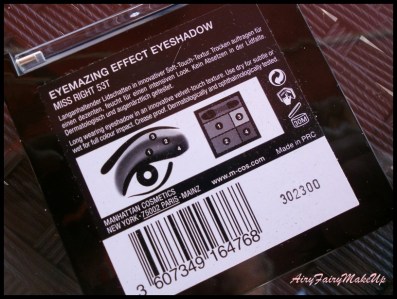 EYEMAZING EFFECT EYESHADOW
MISS RIGHT 53T
Langanhaltender Lidschatten in innovativer Soft-Touch-Textur. Trocken auftragen für
einen dezenten, feucht für einen intensiven Look. Kein Absetzen in der Lidfalte.
Dermatologisch und augenärztlich getestet.
Long wearing eyeshadow in an innovative velvet-touch texture. Use dry for subtle or
wet for full colour impact. Crease proof. Dermatologically and ophthalmologically tested.
30M
Made in PRC
www.m-cos.com
MANHATTAN COSMETICS
NEW YORK - 75002 PARIS - MAINZ
302300
3 607349 164768
AiryFairyMakeUp